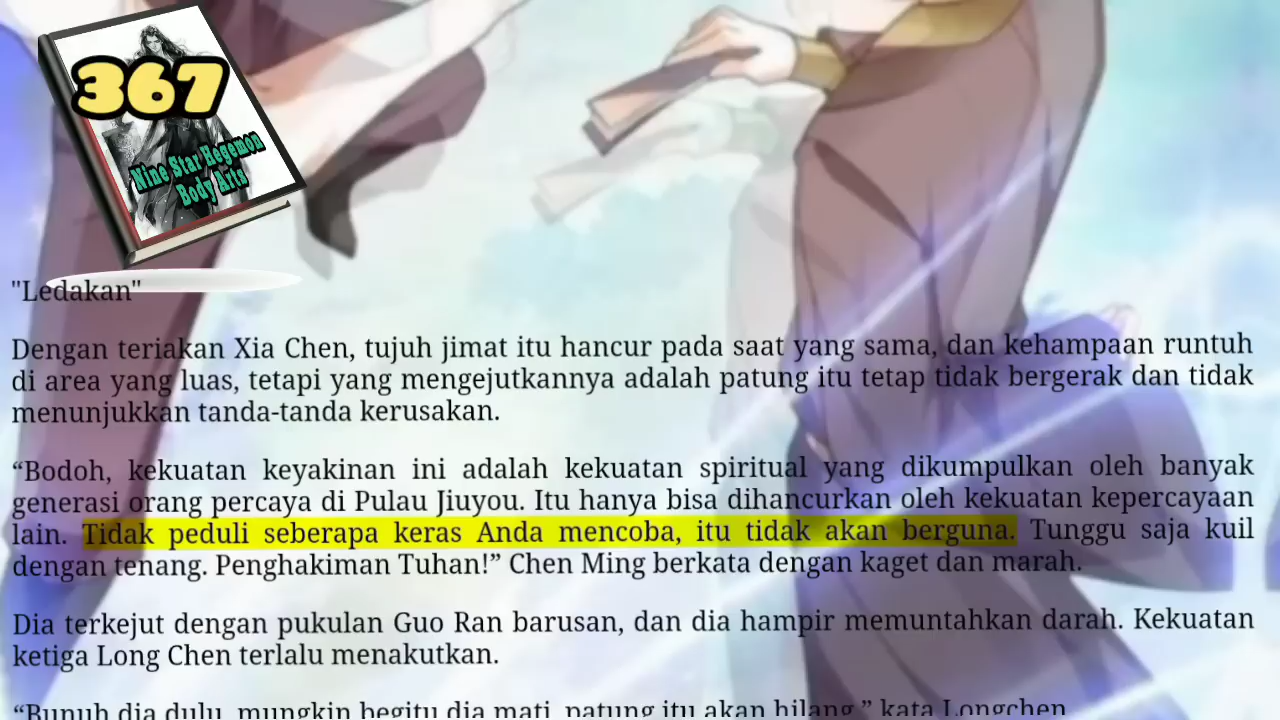 367
Nine Star Hegemon
Body Arts
"Ledakan"
Dengan teriakan Xia Chen, tujuh jimat itu hancur pada saat yang sama, dan kehampaan runtuh
di area yang luas, tetapi yang mengejutkannya adalah patung itu tetap tidak bergerak dan tidak
menunjukkan tanda-tanda kerusakan.
“Bodoh, kekuatan keyakinan ini adalah kekuatan spiritual yang dikumpulkan oleh banyak
generasi orang percaya di Pulau Jiuyou. Itu hanya bisa dihancurkan oleh kekuatan kepercayaan
lain. Tidak peduli seberapa keras Anda mencoba, itu tidak akan berguna. Tunggu saja kuil
dengan tenang. Penghakiman Tuhan!” Chen Ming berkata dengan kaget dan marah.
Dia terkejut dengan pukulan Guo Ran barusan, dan dia hampir memuntahkan darah. Kekuatan
ketiga Long Chen terlalu menakutkan.
“Bunuh dia dulu, mungkin begitu dia mati, patung itu akan hilang.” kata Longchen